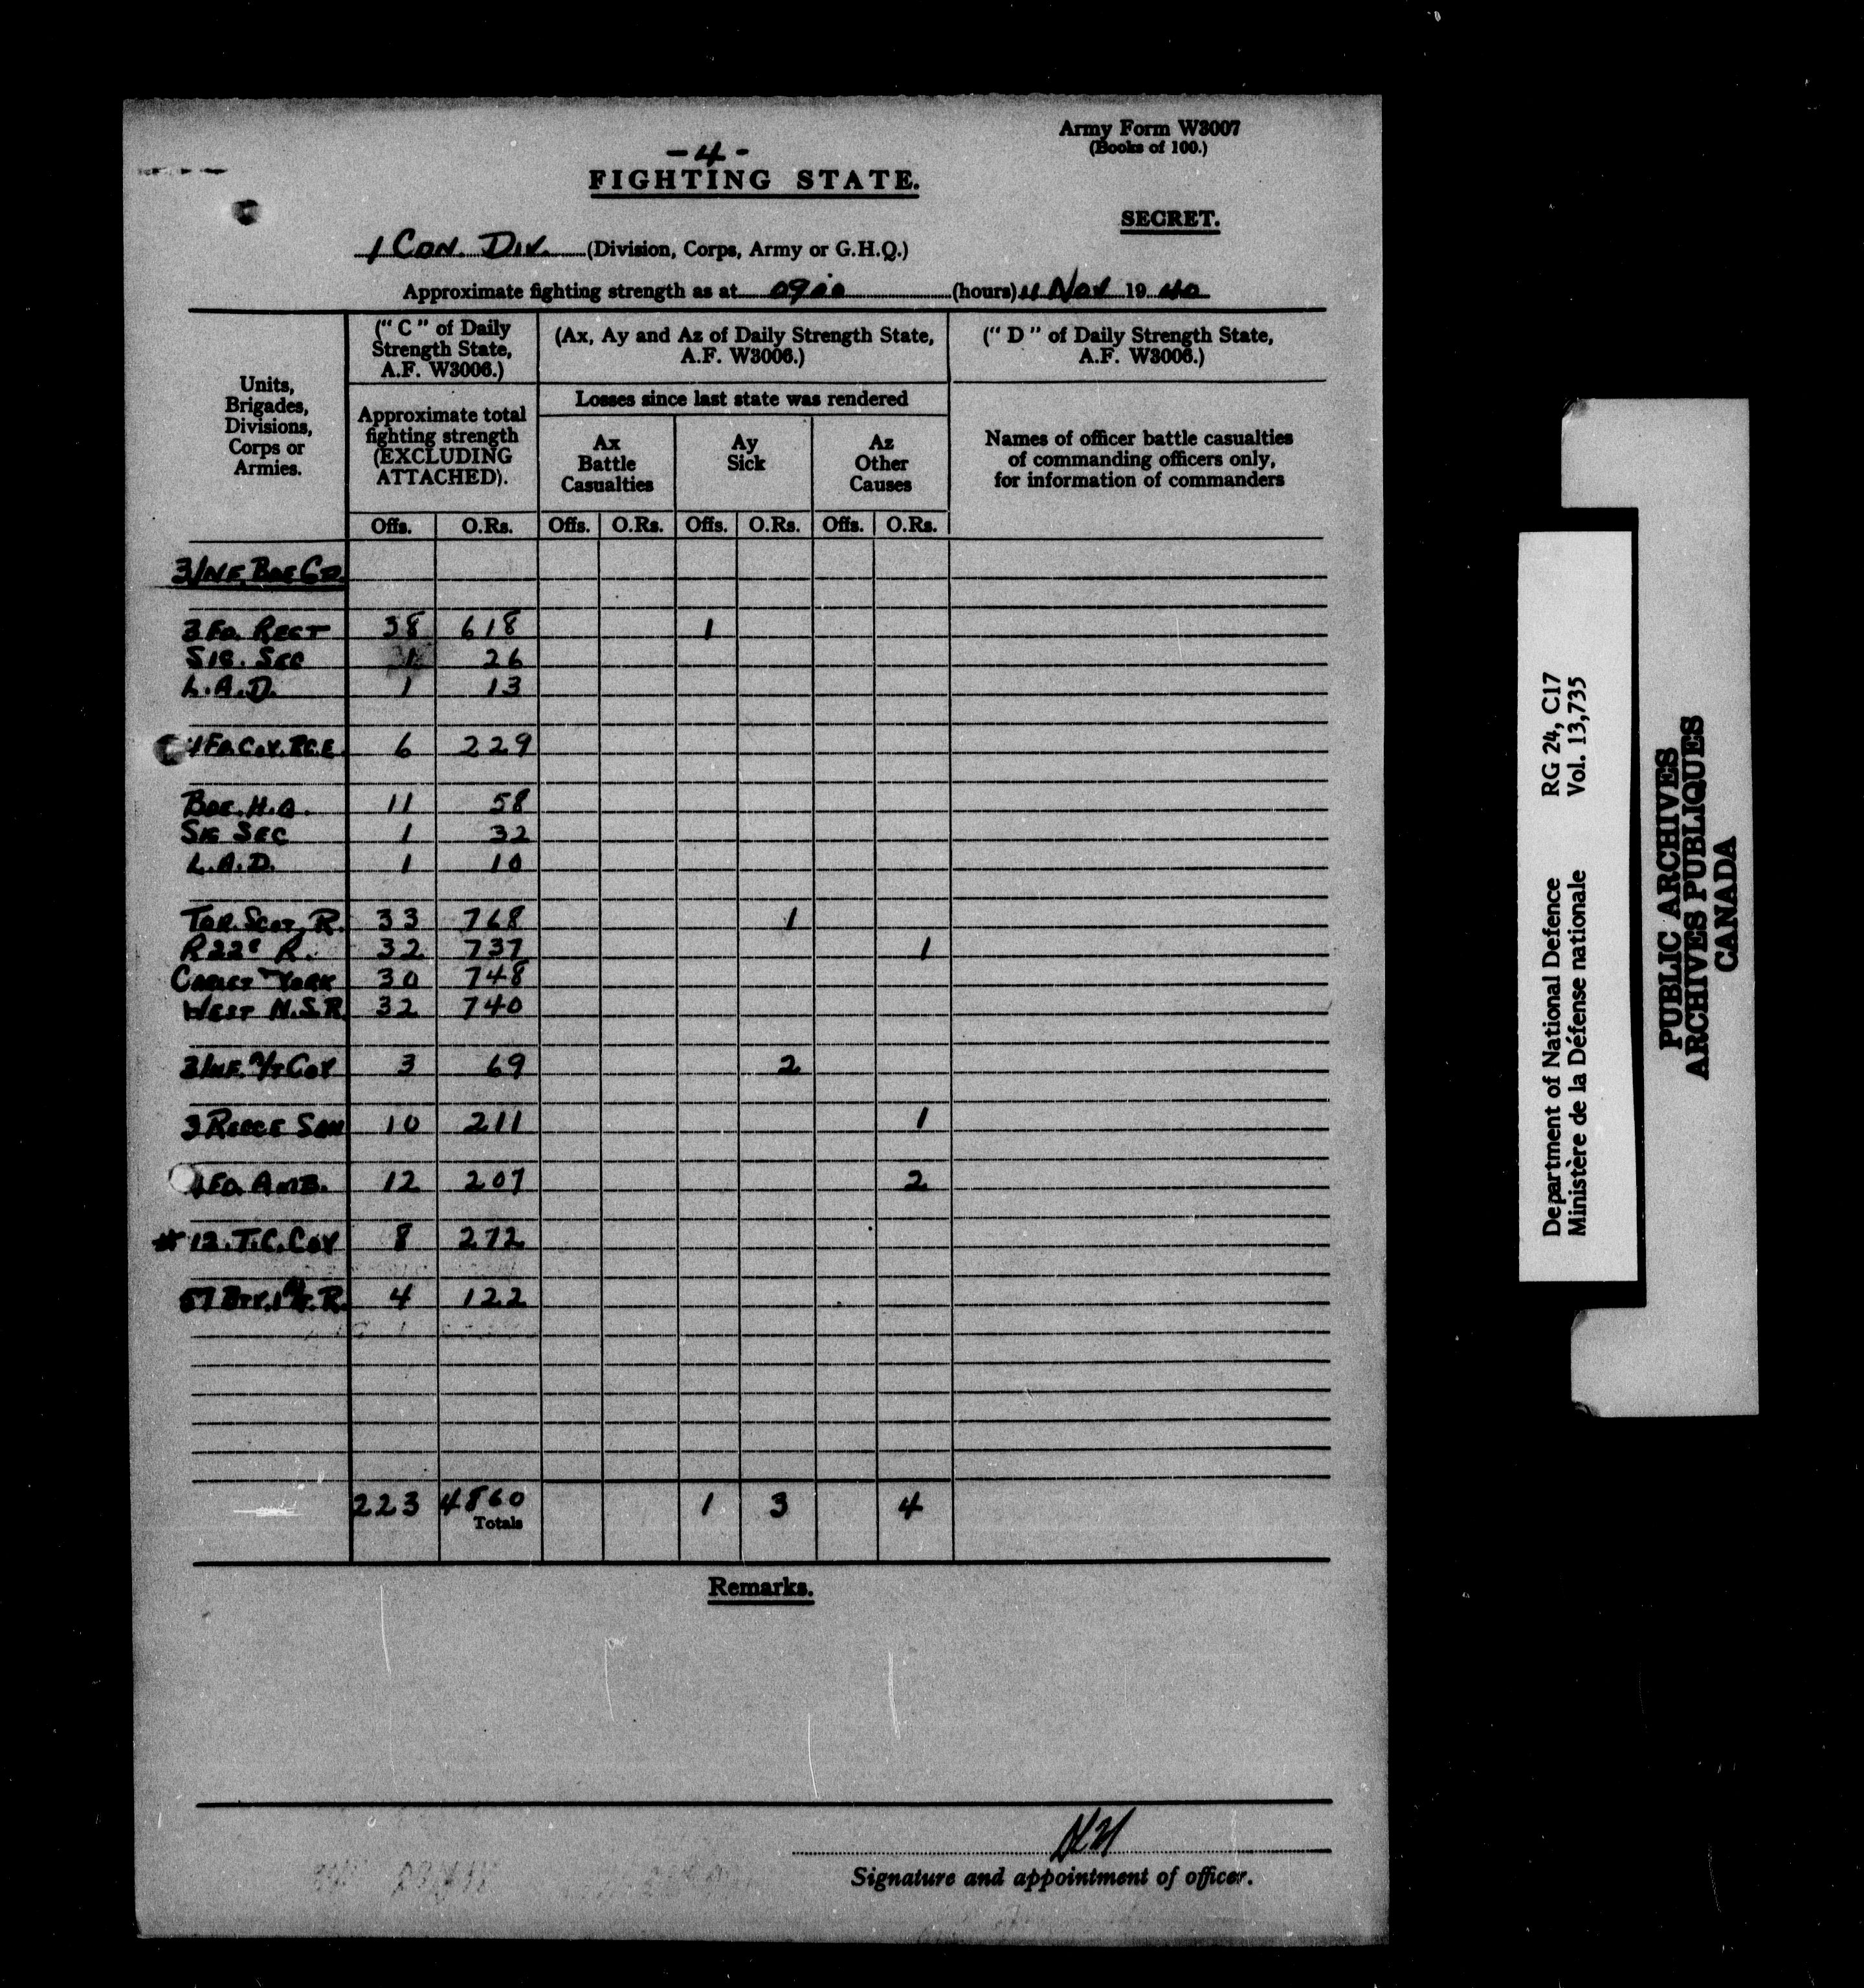 Army Form W3007
(Books of 100.)
- 4 -
FIGHTING STATE.
SECRET.
1 CDN. DIV. (Division, Corps, Army or G.H.Q.)
Approximate fighting strength as at 0900 (hours) 11 Nov 19 40
Units, Brigades, Divisions, Corps or Armies.
("C" of Daily Strength State, A.F. W3006.)
(Ax, Ay and Az of Daily Strength State, A.F. W3006.)
("D" of Daily Strength State, A.F. W3006.)
Approximate total fighting strength (EXCLUDING ATTACHED).
Losses since last state was rendered
Ax Battle Casualties
Ay Sick
Az Other Causes
Names of officer battle casualties of commanding officers only, for information of commanders
Offs. O.Rs. Offs. O.Rs. Offs. O.Rs. Offs. O.Rs.
3 INF. BDE GP.
3 FD. REGT 38 618 1
SIG. SEC 1 26
L.A.D. 1 13
FD. COY. R.C.E. 6 229
BDE. H.Q. 11 58
SIG SEC 1 32
L.A.D. 1 10
TOR. SCOT. R. 33 768 1
R 22e R. 32 737 1
CARLET YORK 30 748
WEST N.S.R. 32 740
3 INF. A/T COY 3 69 2
3 RECCE SQN 10 211 1
FD. AMB. 12 207 2
* 12. T.C. COY 8 272
57 BTY. 1 A/T. R. 4 122
223 4860 1 3 4
Totals
Remarks.
Signature and appointment of officer.
Department of National Defence RG 24, C17
Ministère de la Défense nationale Vol. 13,735
PUBLIC ARCHIVES
ARCHIVES PUBLIQUES
CANADA